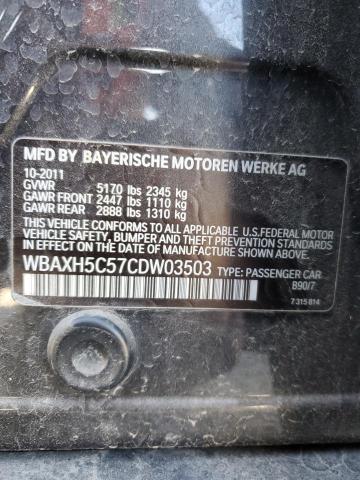 MFD BY BAYERISCHE MOTOREN WERKE AG
10-2011
GVWR 5170 lbs 2345 kg
GAWR FRONT 2447 lbs 1110 kg
GAWR REAR 2888 lbs 1310 kg
THIS VEHICLE CONFORMS TO ALL APPLICABLE U.S.FEDERAL MOTOR
VEHICLE SAFETY, BUMPER, AND THEFT PREVENTION STANDARDS
IN EFFECT ON THE DATE OF MANUFACTURE SHOWN ABOVE.
WBAXH5C57CDW03503 TYPE: PASSENGER CAR
B90/7
7 315 814